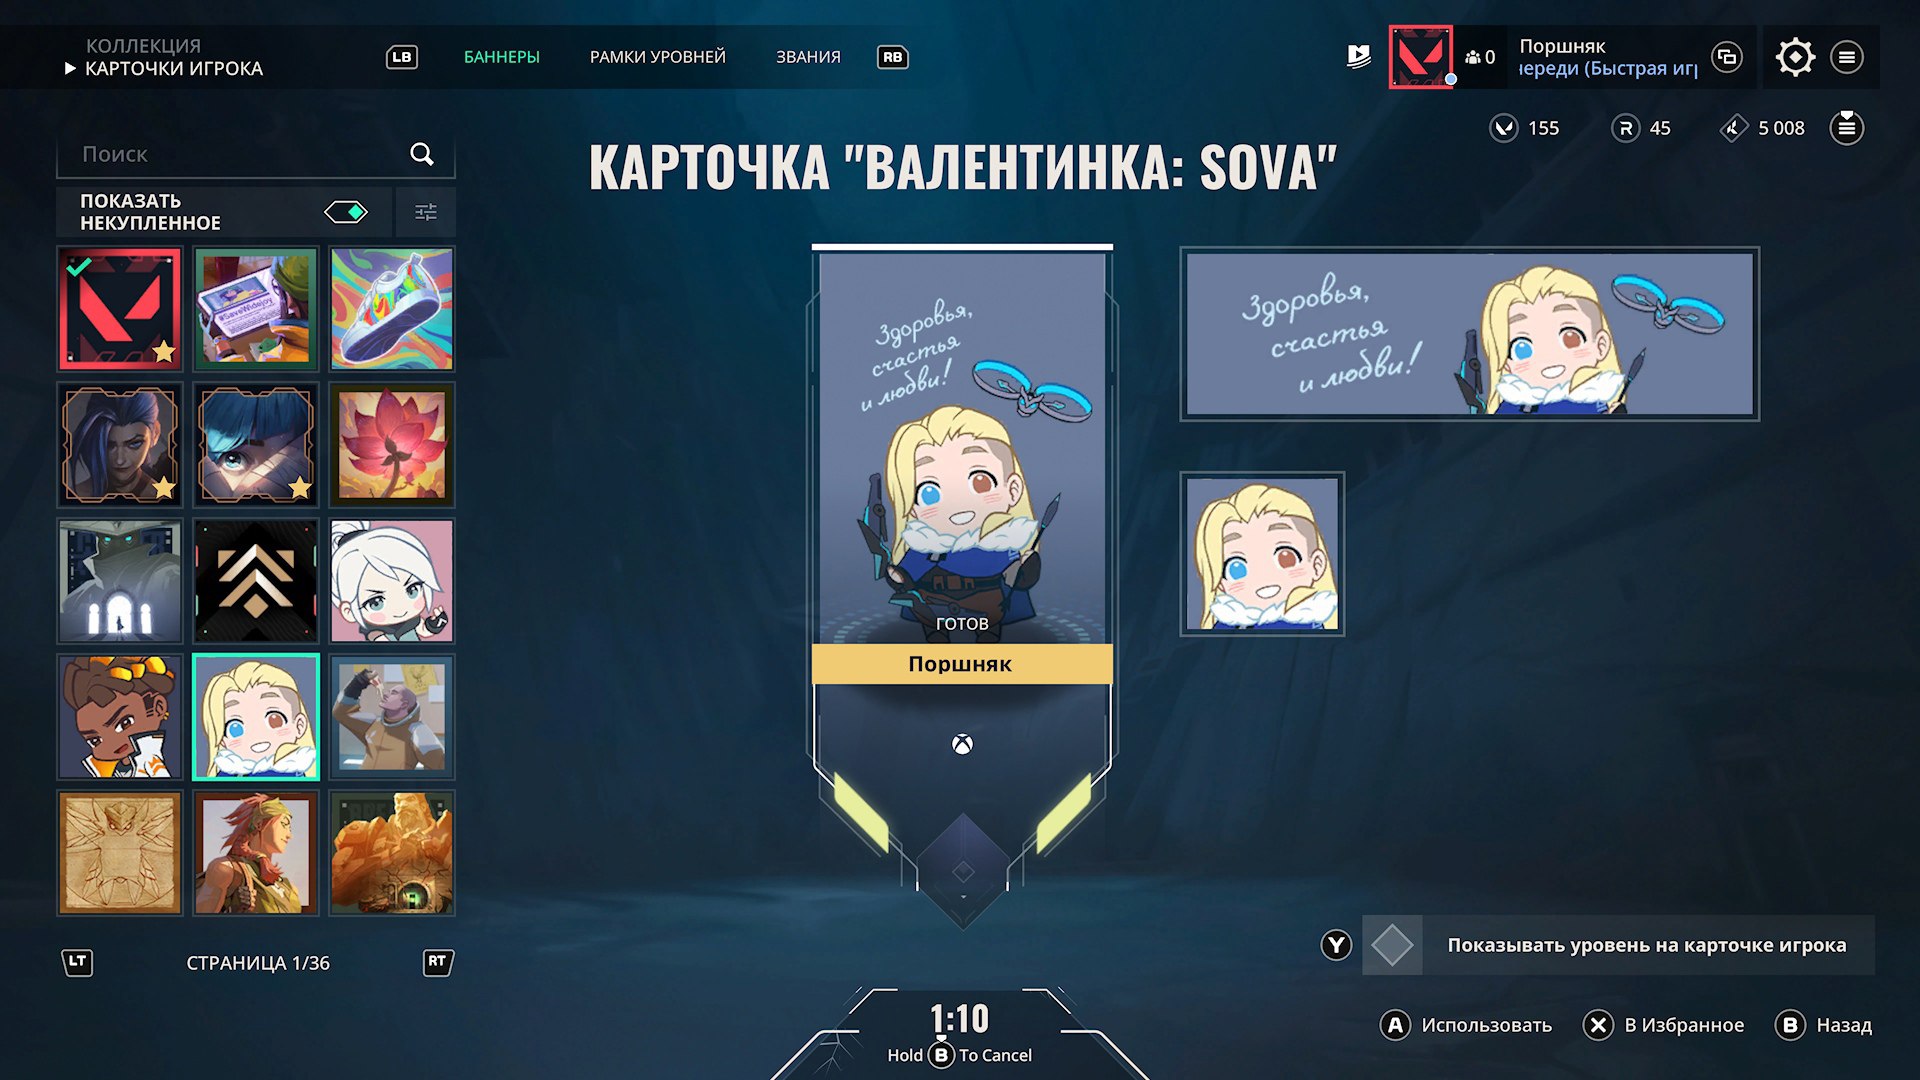 КОЛЛЕКЦИЯ
КАРТОЧКИ ИГРОКА
LB
БАННЕРЫ
РАМКИ УРОВНЕЙ
ЗВАНИЯ
RB
0
Поршняк
череди (Быстрая игр
155
R 45
5 008
Поиск
ПОКАЗАТЬ
НЕКУПЛЕННОЕ
КАРТОЧКА "ВАЛЕНТИНКА: SOVA"
#SaveWidejoy
Здоровья,
счастья
и любви!
Здоровья,
счастья
и любви!
ГОТОВ
Поршняк
LT
СТРАНИЦА 1/36
RT
Y
Показывать уровень на карточке игрока
1:10
Hold B To Cancel
A Использовать
X В Избранное
B Назад